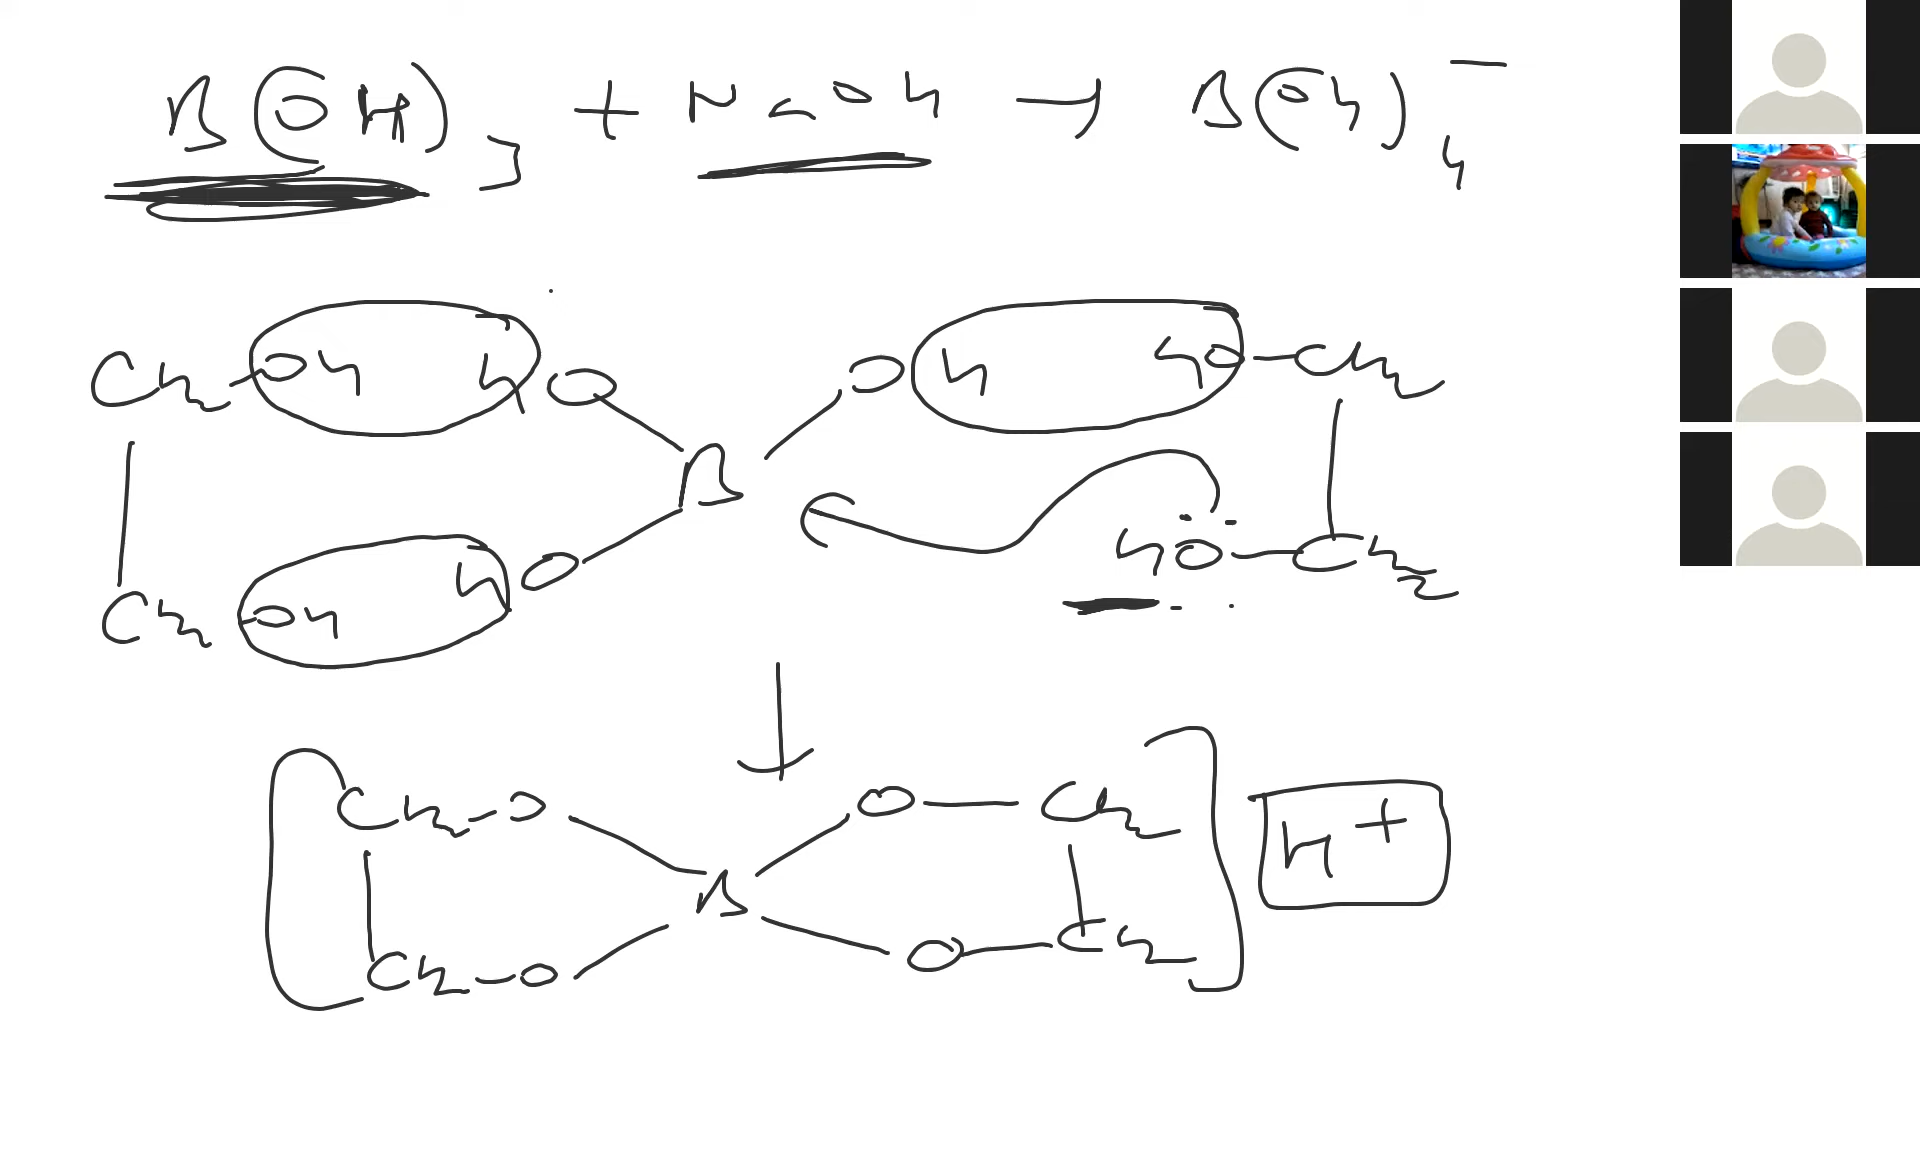 B(OH)3 + NaOH → B(OH)4−
CH2-OH HO OH HO-CH2
B
CH2 OH HO HO-CH2
CH2-O O-CH2
B
CH2-O O-CH2
H+